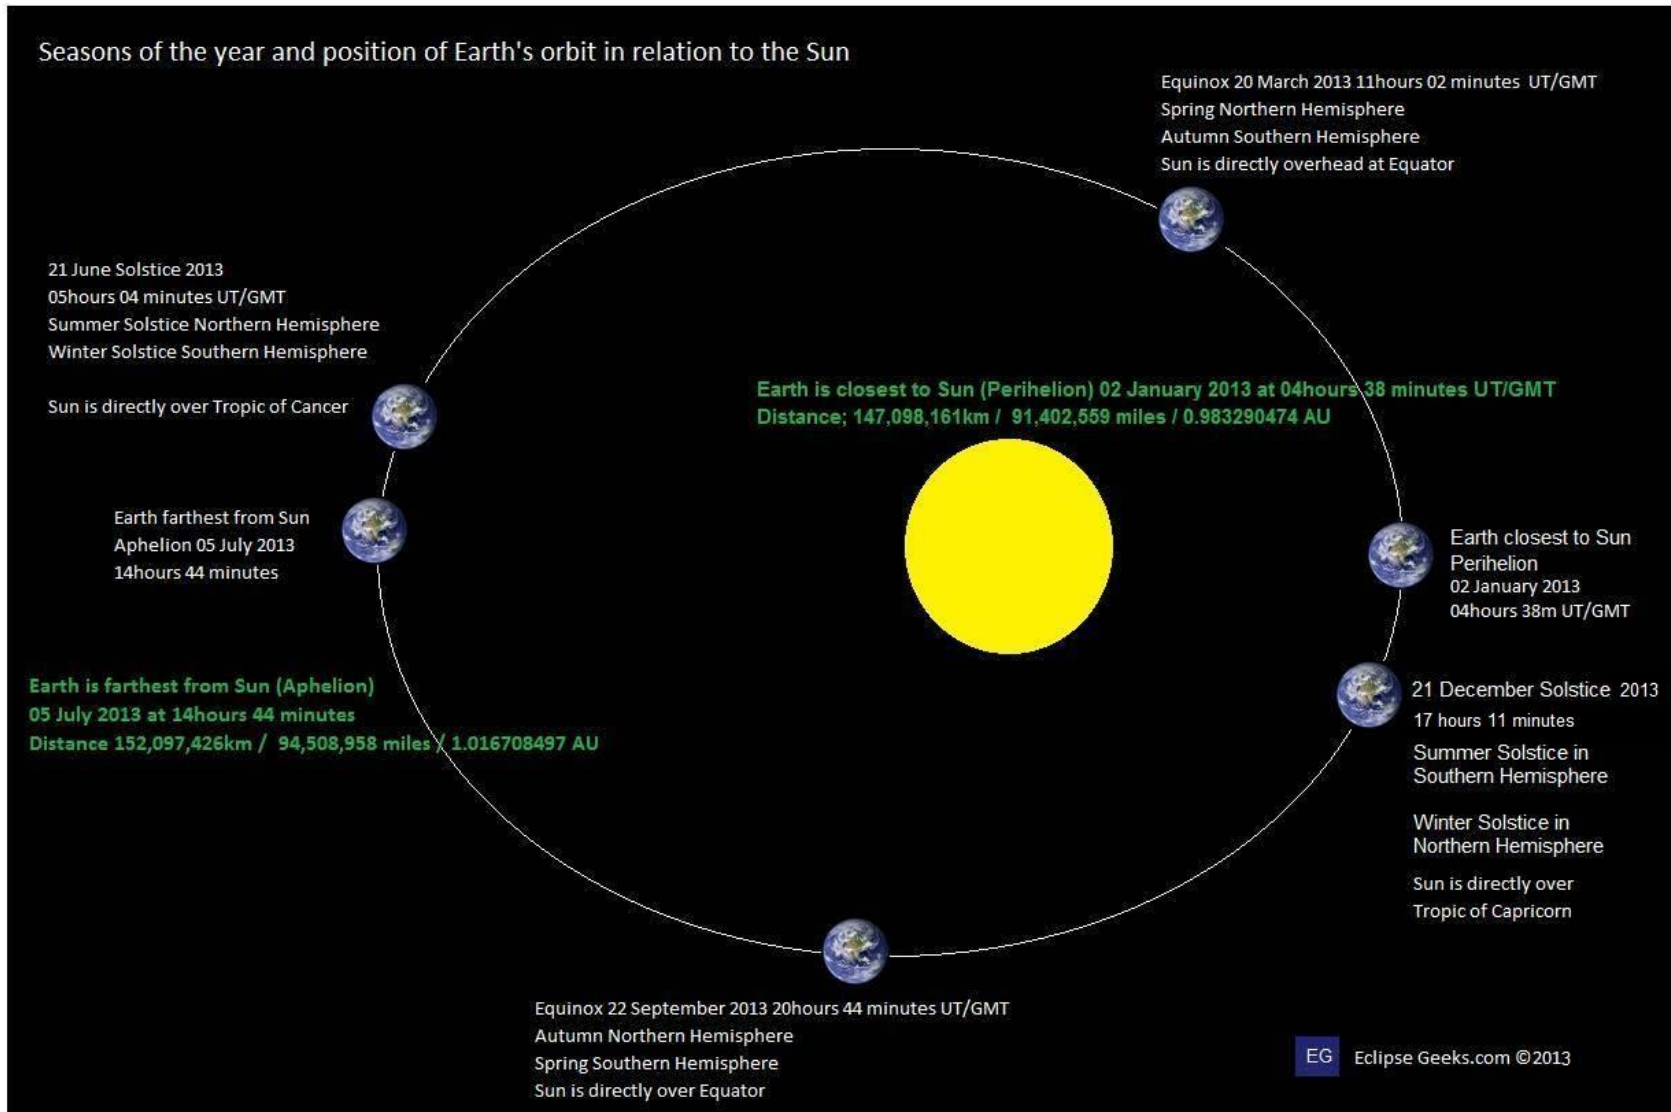 Seasons of the year and position of Earth's orbit in relation to the Sun
Equinox 20 March 2013 11hours 02 minutes UT/GMT
Spring Northern Hemisphere
Autumn Southern Hemisphere
Sun is directly overhead at Equator
21 June Solstice 2013
05hours 04 minutes UT/GMT
Summer Solstice Northern Hemisphere
Winter Solstice Southern Hemisphere
Sun is directly over Tropic of Cancer
Earth is closest to Sun (Perihelion) 02 January 2013 at 04hours 38 minutes UT/GMT
Distance; 147,098,161km / 91,402,559 miles / 0.983290474 AU
Earth farthest from Sun
Aphelion 05 July 2013
14hours 44 minutes
Earth closest to Sun
Perihelion
02 January 2013
04hours 38m UT/GMT
Earth is farthest from Sun (Aphelion)
05 July 2013 at 14hours 44 minutes
Distance 152,097,426km / 94,508,958 miles / 1.016708497 AU
21 December Solstice 2013
17 hours 11 minutes
Summer Solstice in
Southern Hemisphere
Winter Solstice in
Northern Hemisphere
Sun is directly over
Tropic of Capricorn
Equinox 22 September 2013 20hours 44 minutes UT/GMT
Autumn Northern Hemisphere
Spring Southern Hemisphere
Sun is directly over Equator
EG Eclipse Geeks.com ©2013